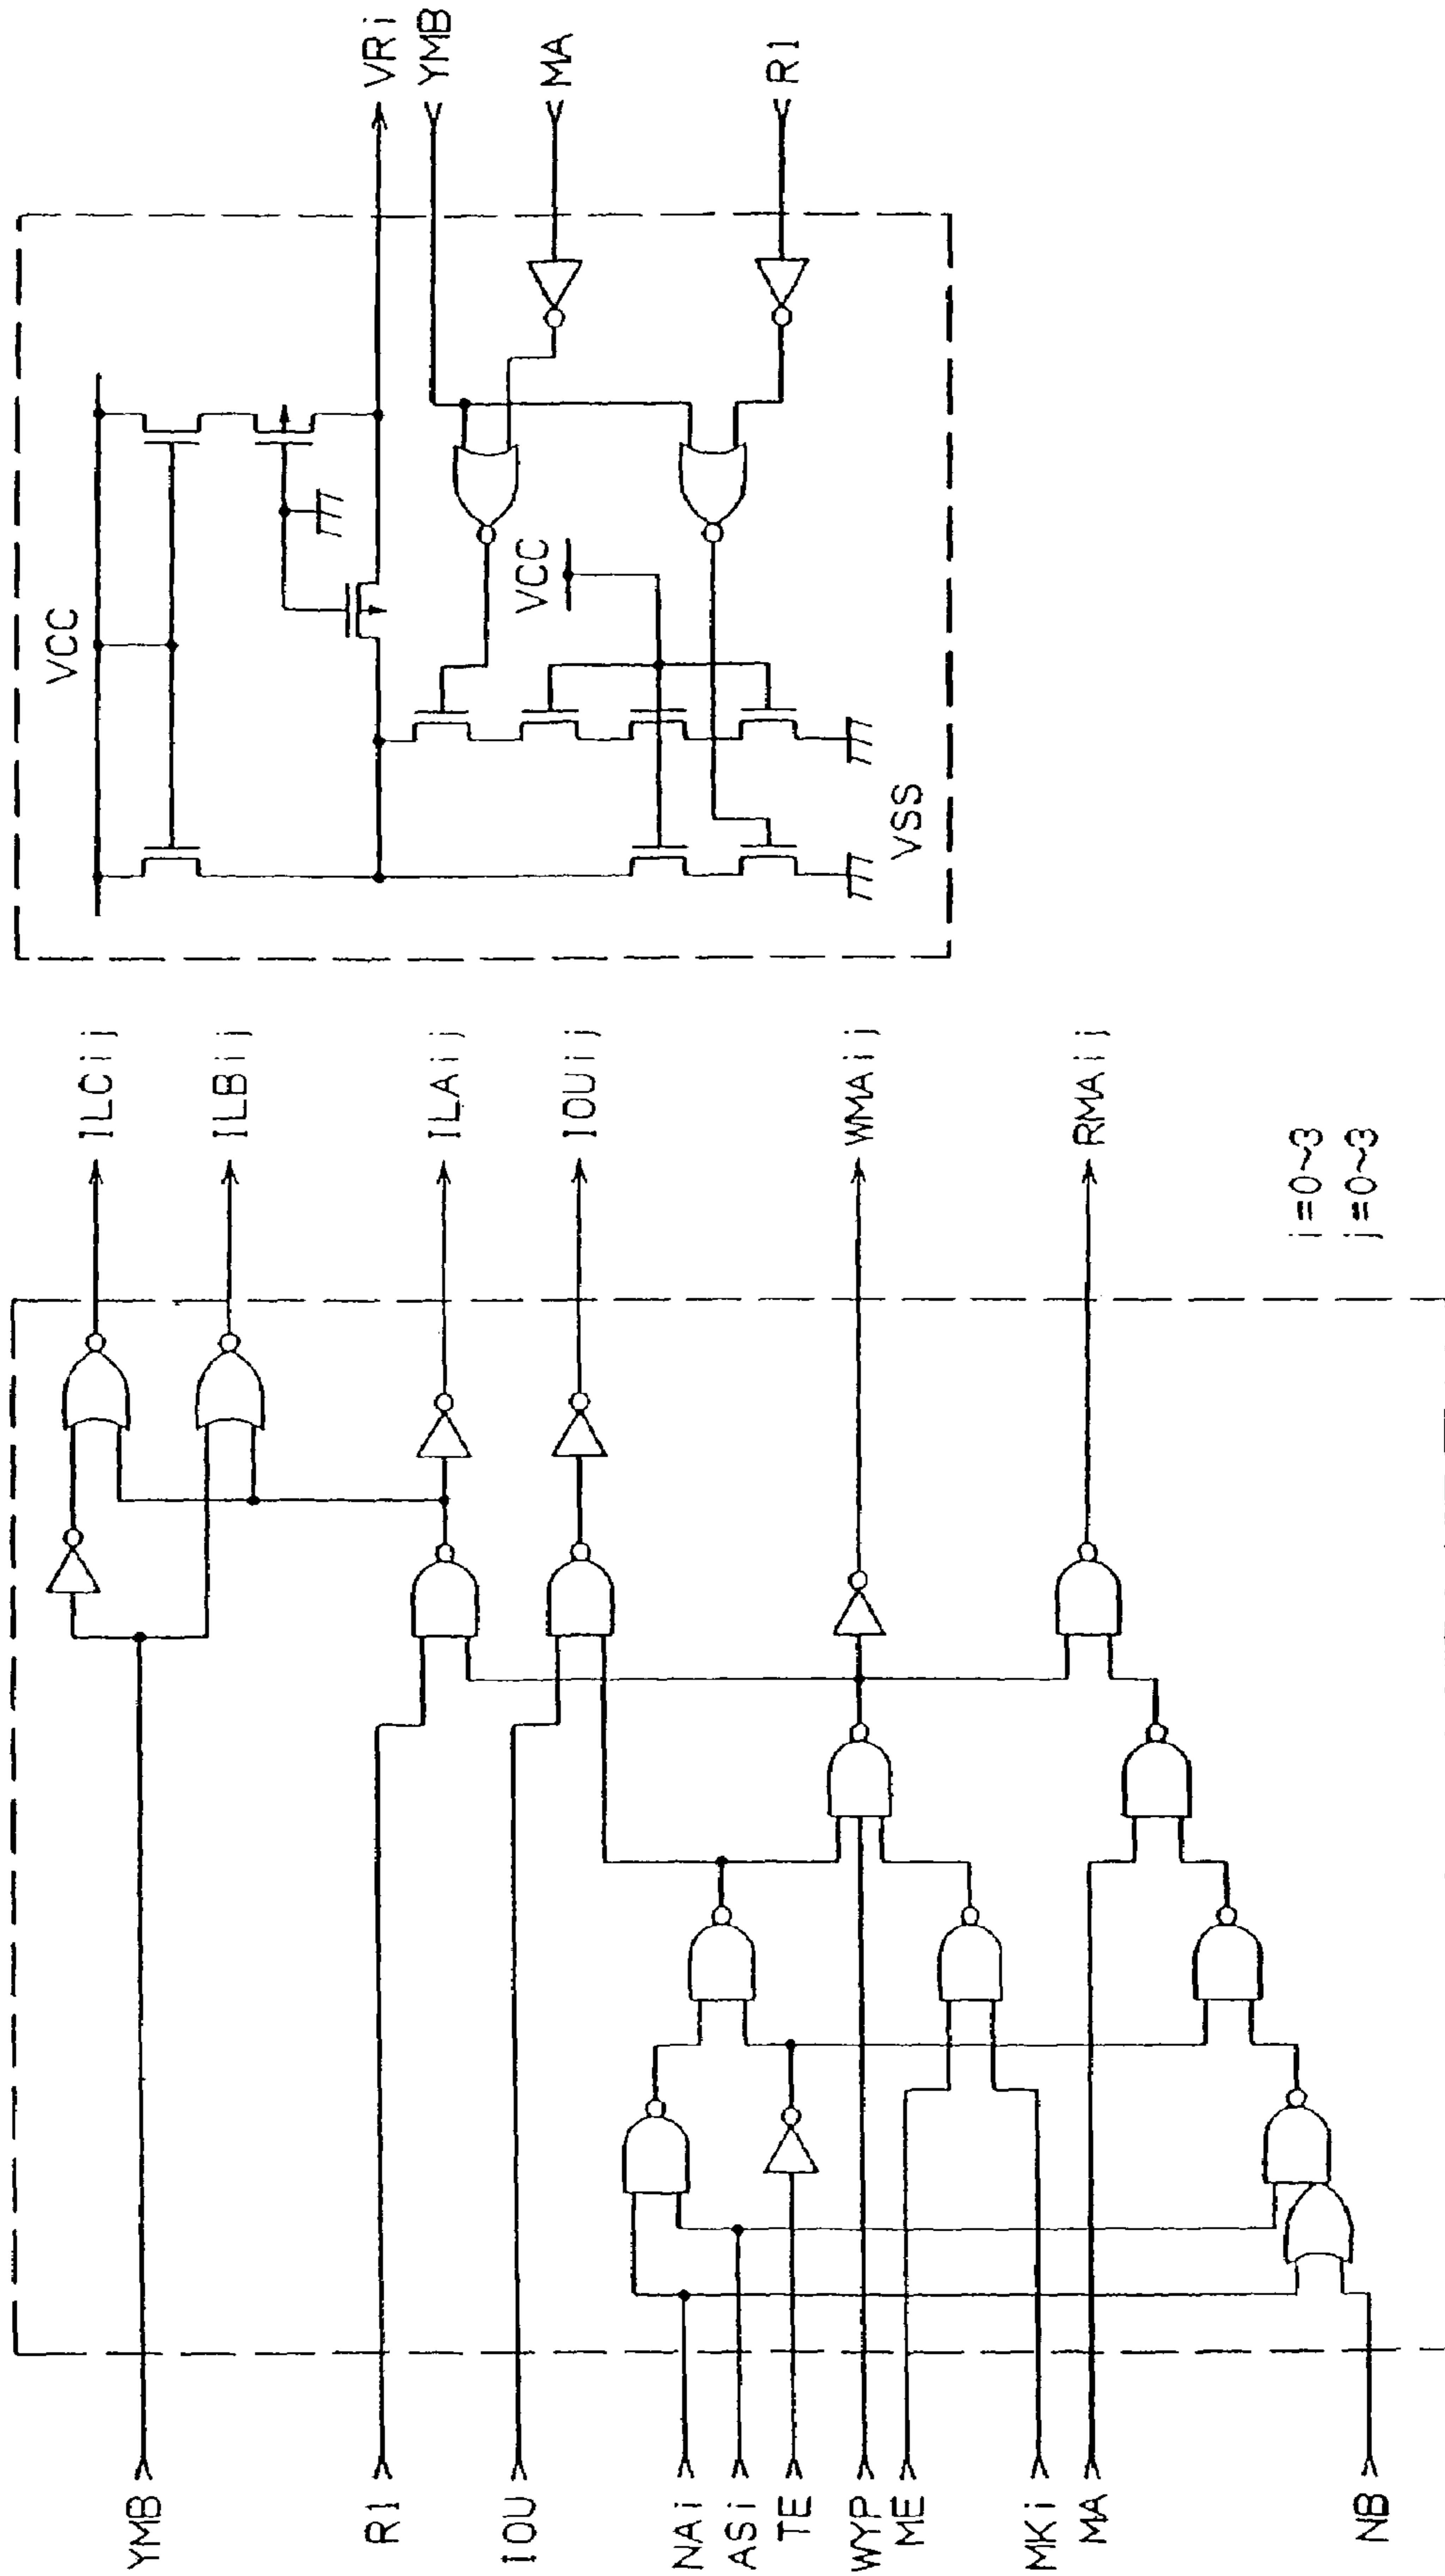 YMB
R1
IOU
NAi
ASi
TE
WYP
ME
MKi
MA
NB
ILCij
ILBij
ILAij
IOUij
WMAij
RMAij
i=0~3
j=0~3
VCC
VCC
VSS
VRi
YMB
MA
R1